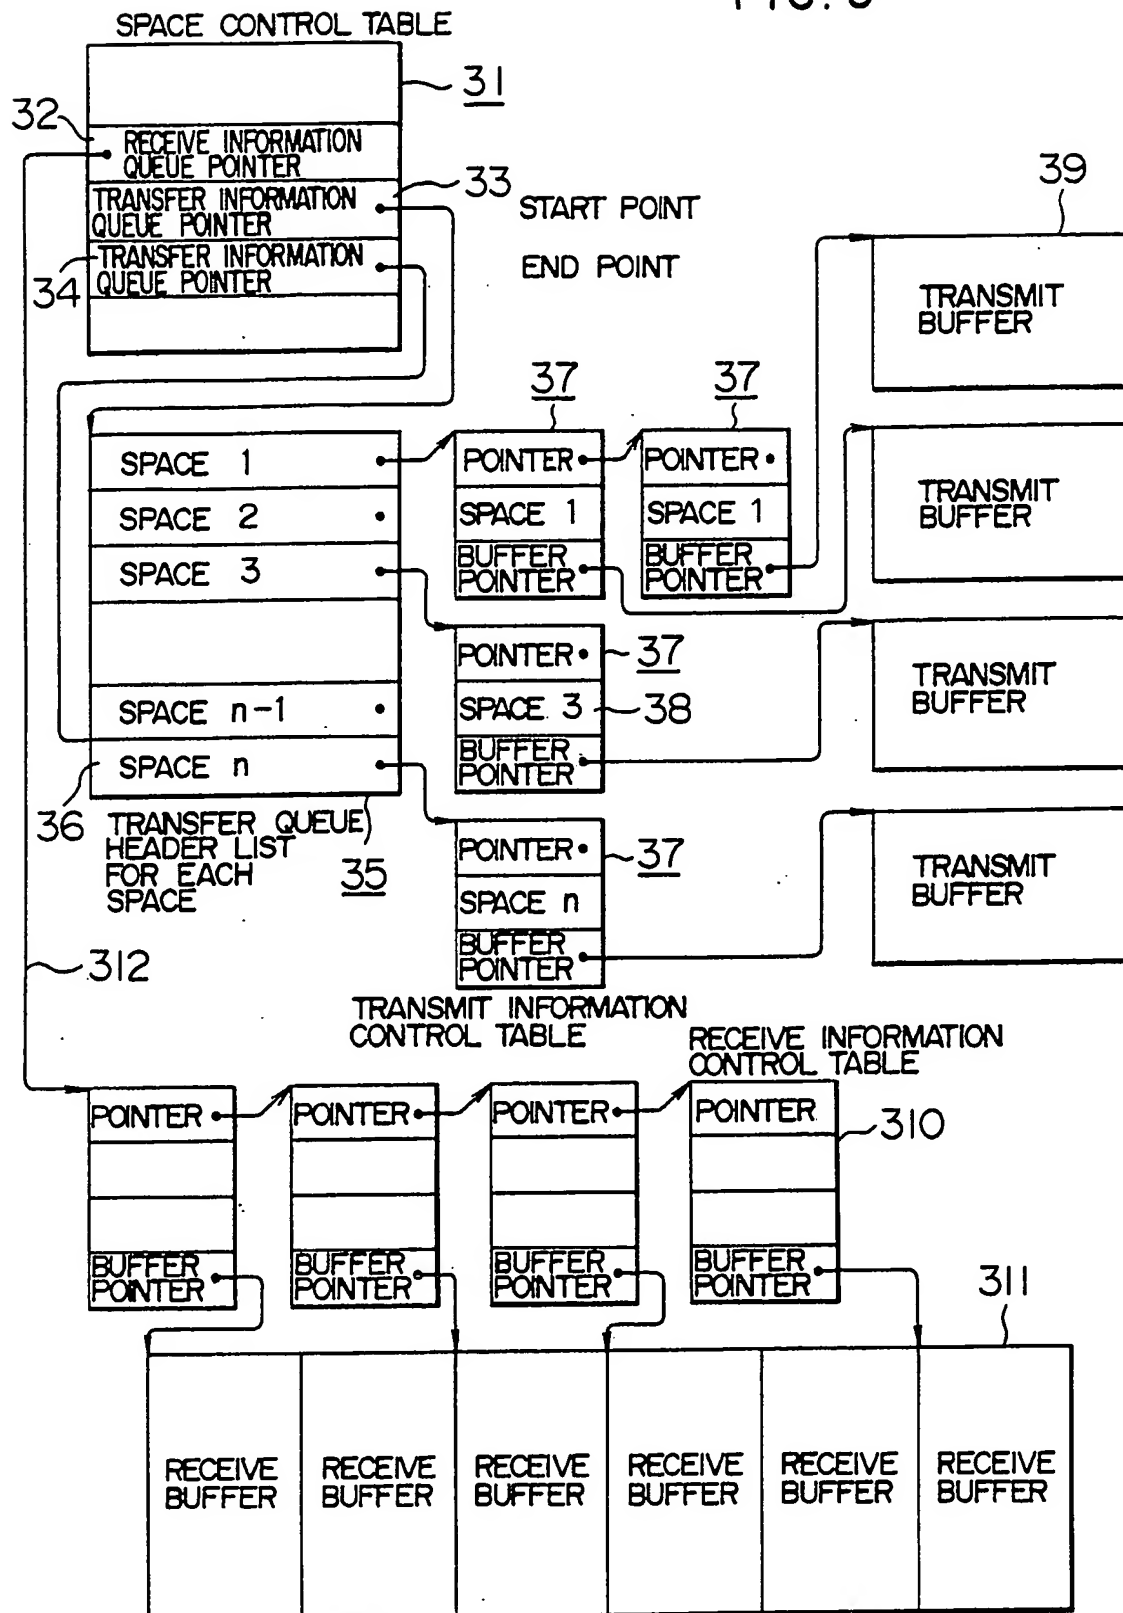 SPACE CONTROL TABLE
31
32
RECEIVE INFORMATION
QUEUE POINTER
33
TRANSFER INFORMATION
QUEUE POINTER
START POINT
34
TRANSFER INFORMATION
QUEUE POINTER
END POINT
39
TRANSMIT
BUFFER
37
37
SPACE 1
POINTER
POINTER
SPACE 2
SPACE 1
SPACE 1
TRANSMIT
BUFFER
SPACE 3
BUFFER
POINTER
BUFFER
POINTER
POINTER
37
SPACE n-1
SPACE 3
38
TRANSMIT
BUFFER
36
SPACE n
BUFFER
POINTER
TRANSFER QUEUE
HEADER LIST
FOR EACH
SPACE
35
POINTER
37
SPACE n
TRANSMIT
BUFFER
BUFFER
POINTER
312
TRANSMIT INFORMATION
CONTROL TABLE
RECEIVE INFORMATION
CONTROL TABLE
POINTER
POINTER
POINTER
POINTER
310
BUFFER
POINTER
BUFFER
POINTER
BUFFER
POINTER
BUFFER
POINTER
311
RECEIVE
BUFFER
RECEIVE
BUFFER
RECEIVE
BUFFER
RECEIVE
BUFFER
RECEIVE
BUFFER
RECEIVE
BUFFER